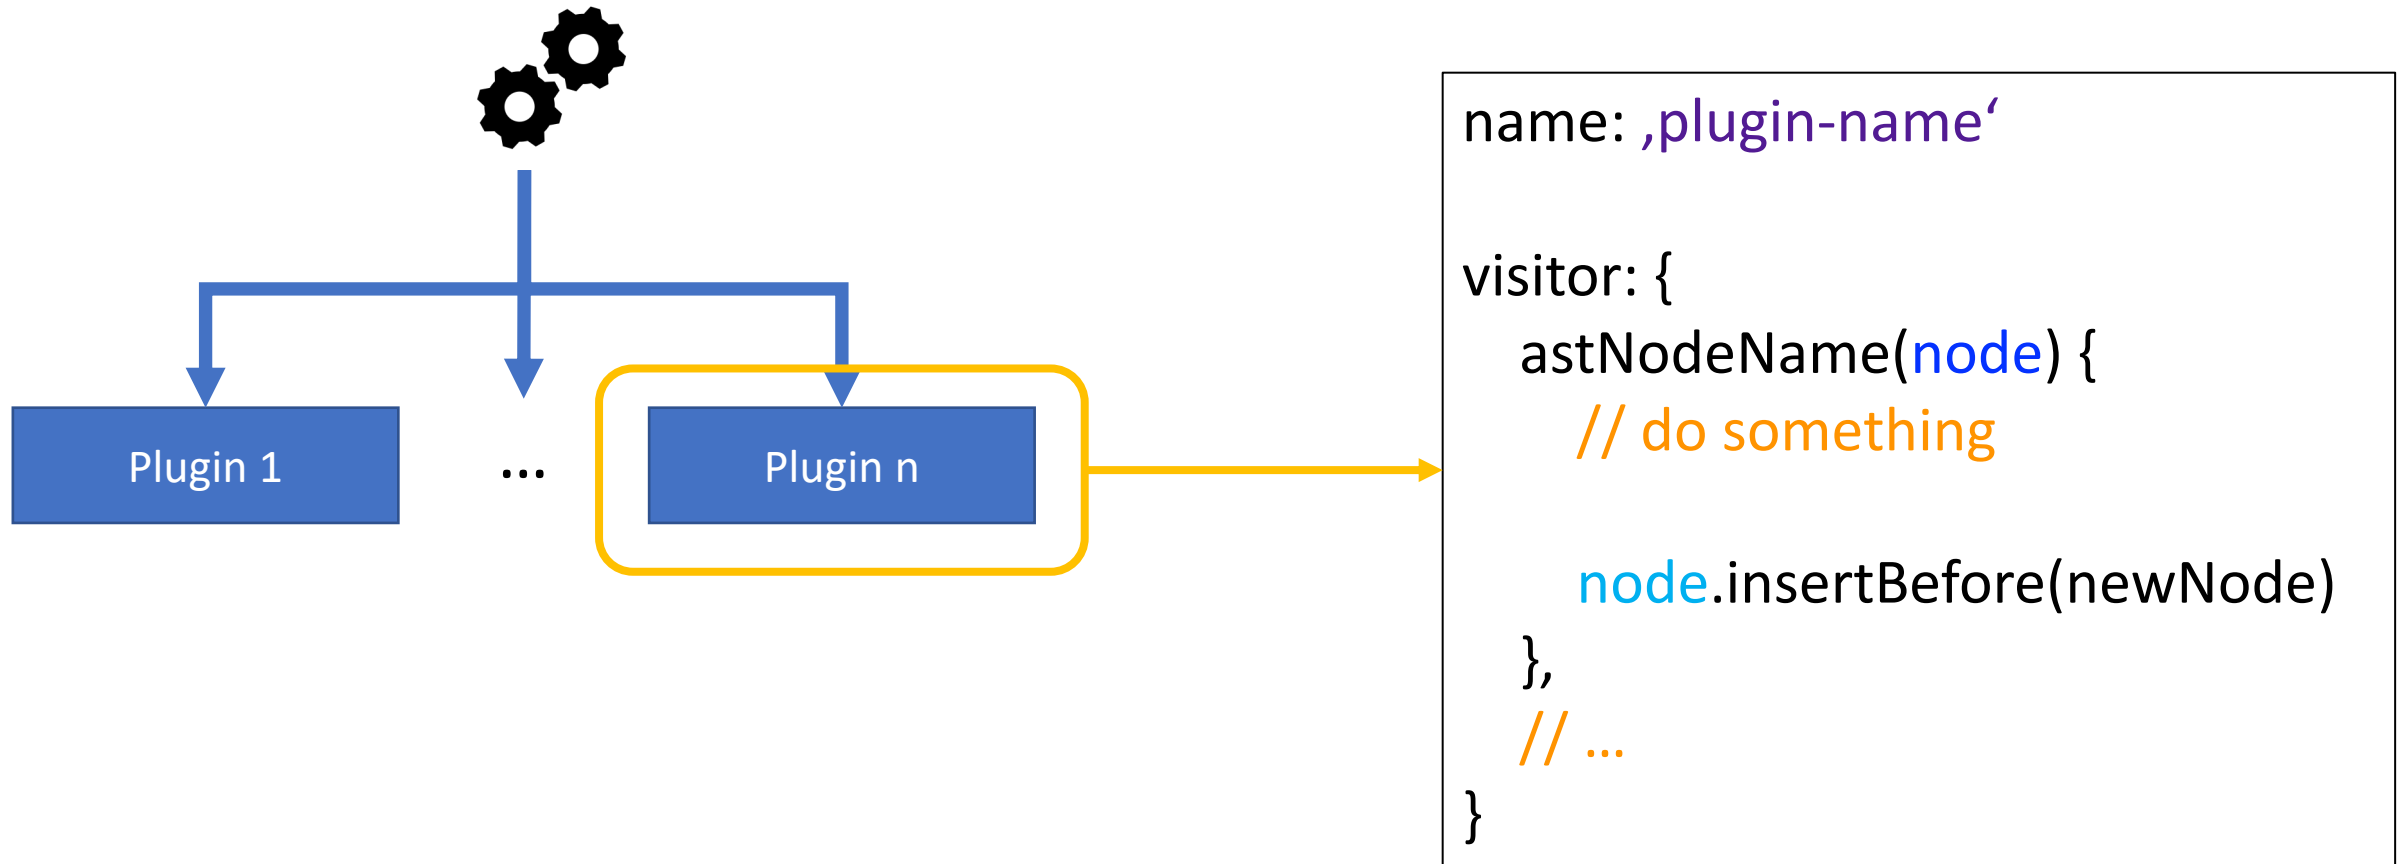 Plugin 1
...
Plugin n
name: ‚plugin-name‘
visitor: {
astNodeName(node) {
// do something
node.insertBefore(newNode)
},
// ...
}